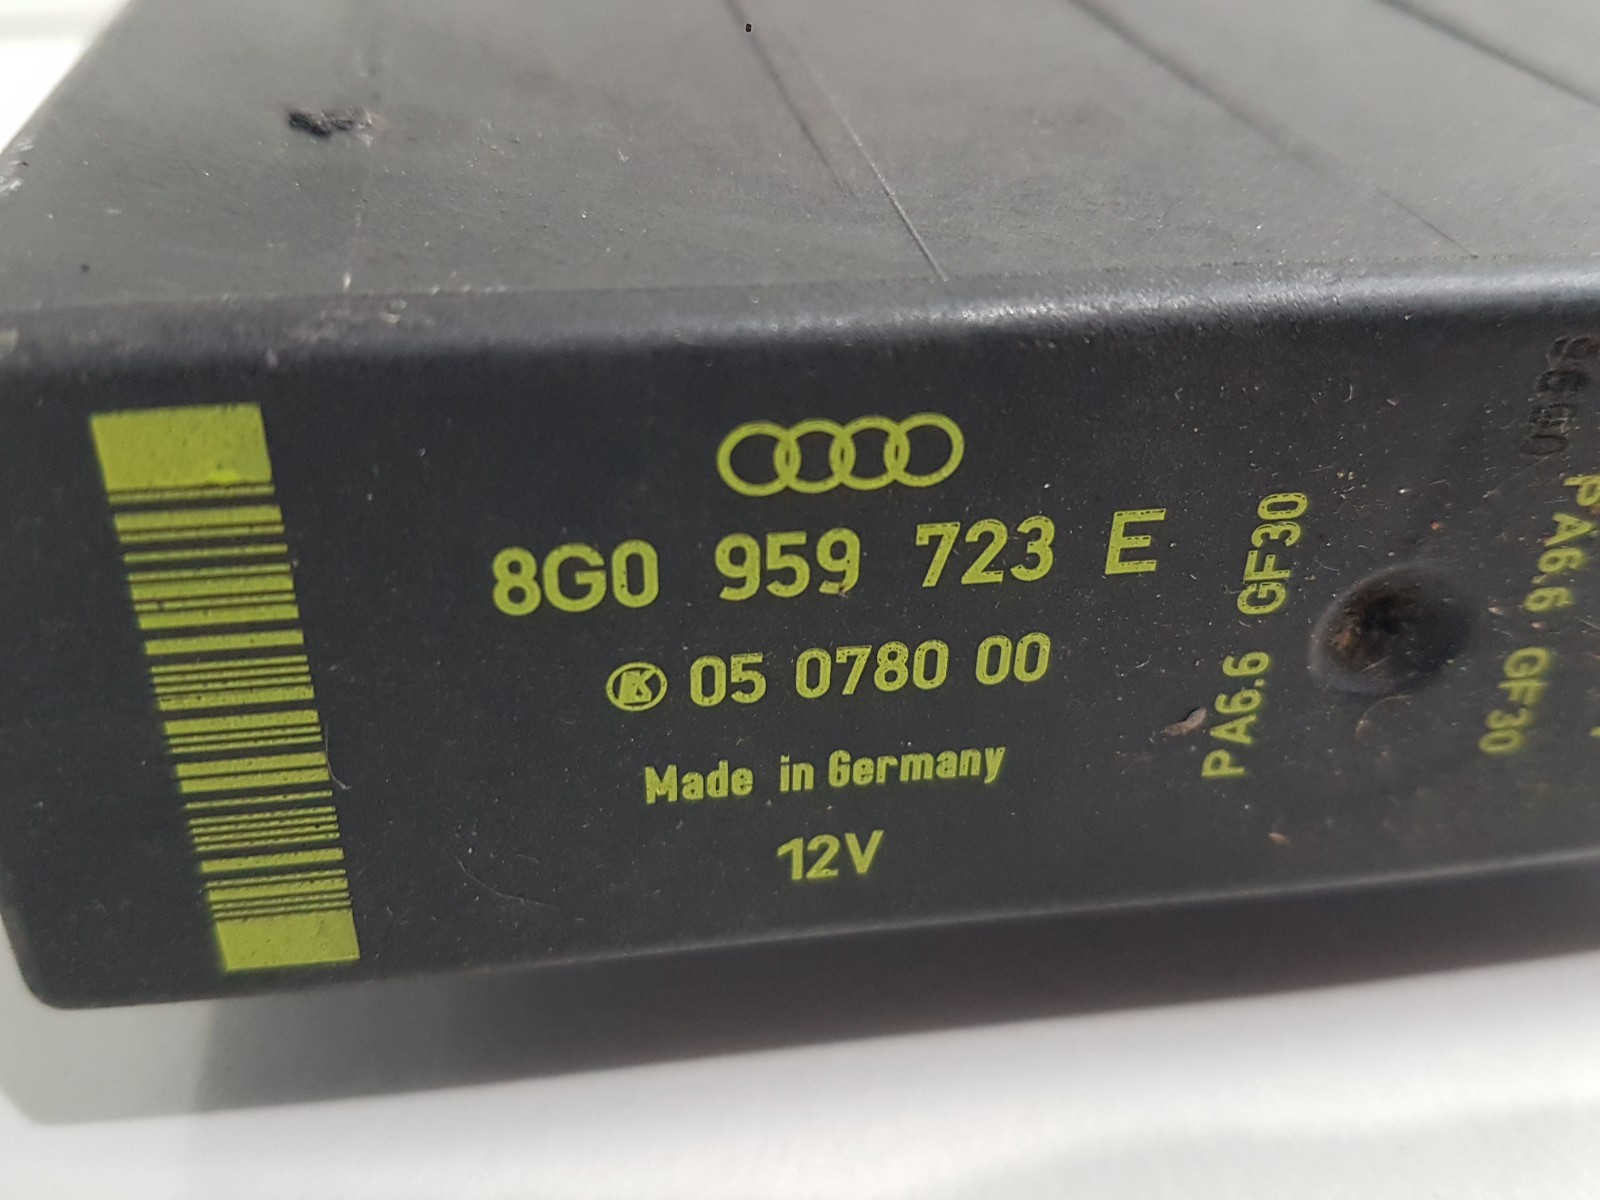 8G0 959 723 E
05 0780 00
Made in Germany
12V
PA6.6 GF30
PA6.6 GF30